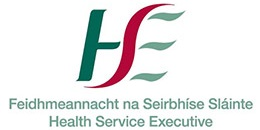 HSE
Feidhmeannacht na Seirbhíse Sláinte
Health Service Executive